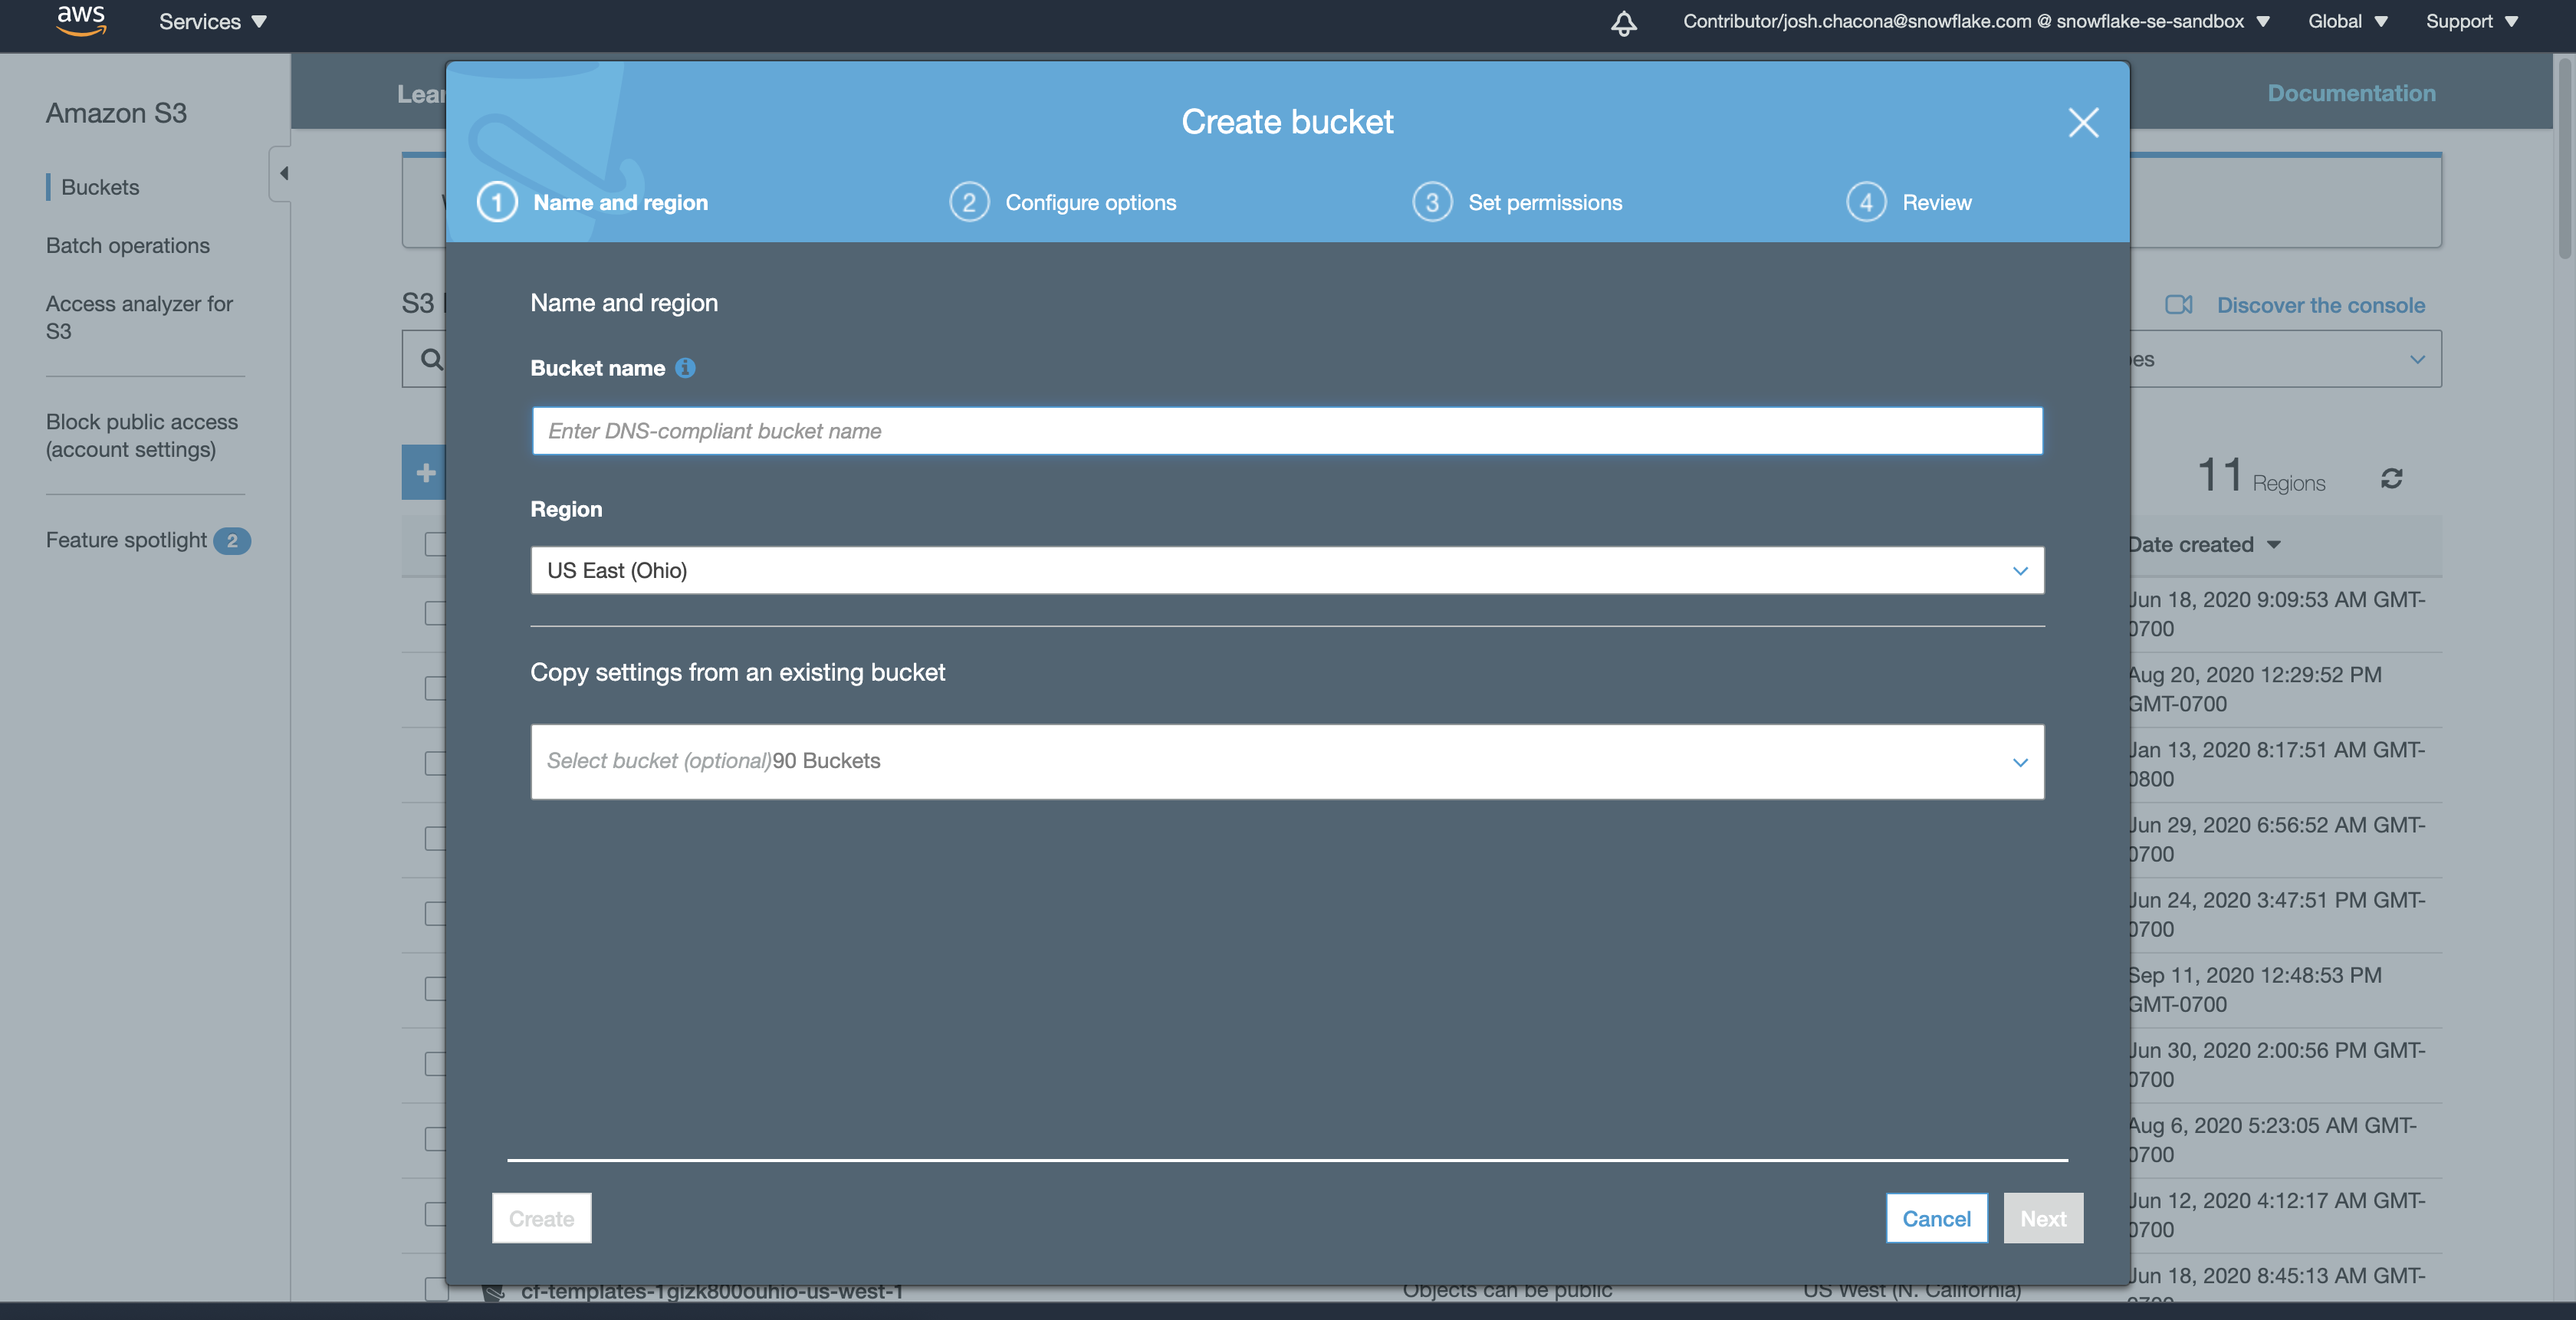 aws
Services
Contributor/josh.chacona@snowflake.com @ snowflake-se-sandbox
Global
Support
Amazon S3
Buckets
Batch operations
Access analyzer for
S3
Block public access
(account settings)
Feature spotlight 2
Documentation
S3
Discover the console
11 Regions
Date created
Create bucket
1 Name and region
2 Configure options
3 Set permissions
4 Review
Name and region
Bucket name
Enter DNS-compliant bucket name
Region
US East (Ohio)
Copy settings from an existing bucket
Select bucket (optional)90 Buckets
Create
Cancel
Next
Jun 18, 2020 9:09:53 AM GMT-
0700
Aug 20, 2020 12:29:52 PM
GMT-0700
Jan 13, 2020 8:17:51 AM GMT-
0800
Jun 29, 2020 6:56:52 AM GMT-
0700
Jun 24, 2020 3:47:51 PM GMT-
0700
Sep 11, 2020 12:48:53 PM
GMT-0700
Jun 30, 2020 2:00:56 PM GMT-
0700
Aug 6, 2020 5:23:05 AM GMT-
0700
Jun 12, 2020 4:12:17 AM GMT-
0700
cf-templates-1gizk800ouhio-us-west-1
Objects can be public
US West (N. California)
Jun 18, 2020 8:45:13 AM GMT-